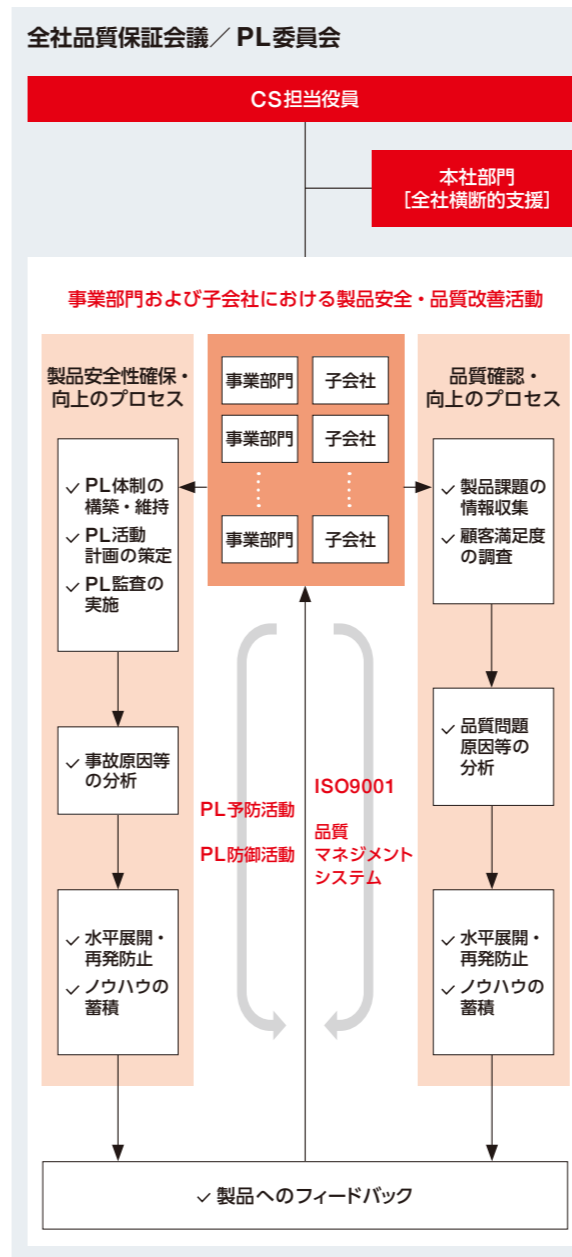 全社品質保証会議／PL委員会
CS担当役員
本社部門
［全社横断的支援］
事業部門および子会社における製品安全・品質改善活動
製品安全性確保・
向上のプロセス
✓ PL体制の
構築・維持
✓ PL活動
計画の策定
✓ PL監査の
実施
✓ 事故原因等
の分析
✓ 水平展開・
再発防止
✓ ノウハウの
蓄積
事業部門 子会社
事業部門 子会社
事業部門 子会社
PL予防活動
PL防御活動
ISO9001
品質
マネジメント
システム
品質確認・
向上のプロセス
✓ 製品課題の
情報収集
✓ 顧客満足度
の調査
✓ 品質問題
原因等の
分析
✓ 水平展開・
再発防止
✓ ノウハウの
蓄積
✓ 製品へのフィードバック